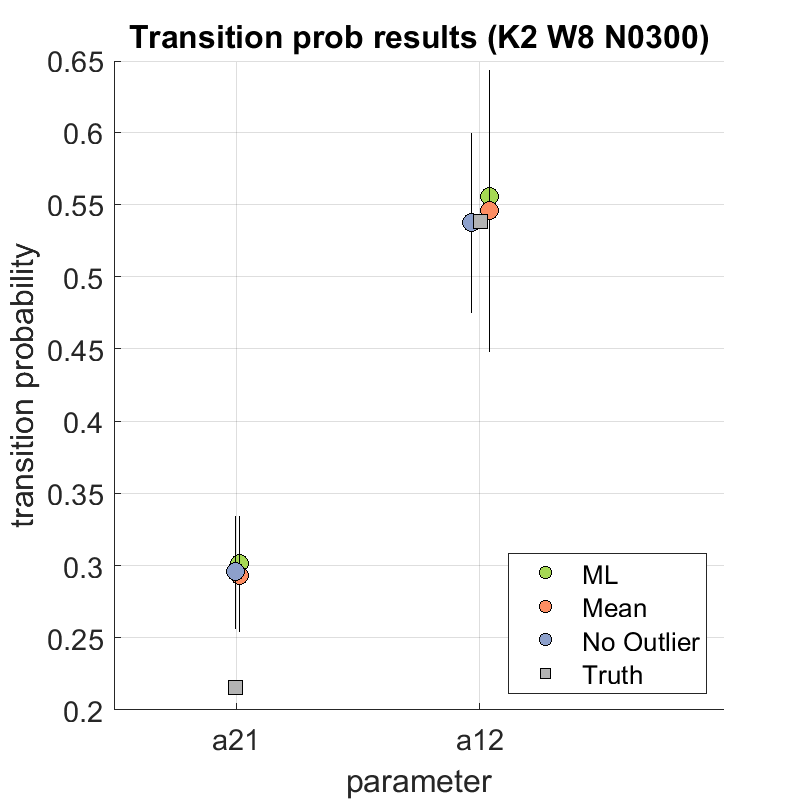 Transition prob results (K2 W8 N0300)
0.65
0.6
0.55
0.5
0.45
0.4
0.35
0.3
0.25
0.2
transition probability
ML
Mean
No Outlier
Truth
a21
a12
parameter